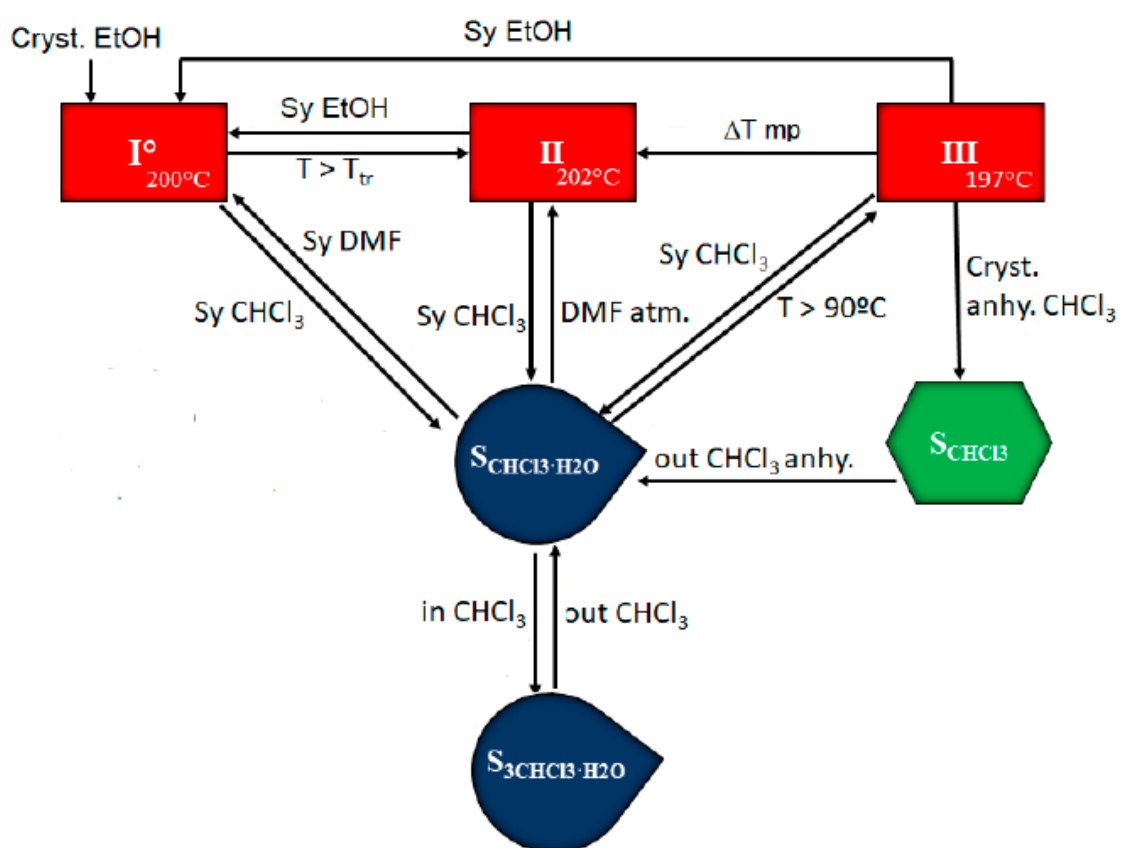 Sy EtOH
Cryst. EtOH
Sy EtOH
ΔT mp
I°
200°C
II
202°C
III
197°C
T > Ttr
Sy DMF
Sy CHCl3
Sy CHCl3
DMF atm.
Sy CHCl3
T > 90ºC
Cryst.
anhy. CHCl3
SCHCl3·H2O
out CHCl3 anhy.
SCHCl3
in CHCl3
out CHCl3
S3CHCl3·H2O